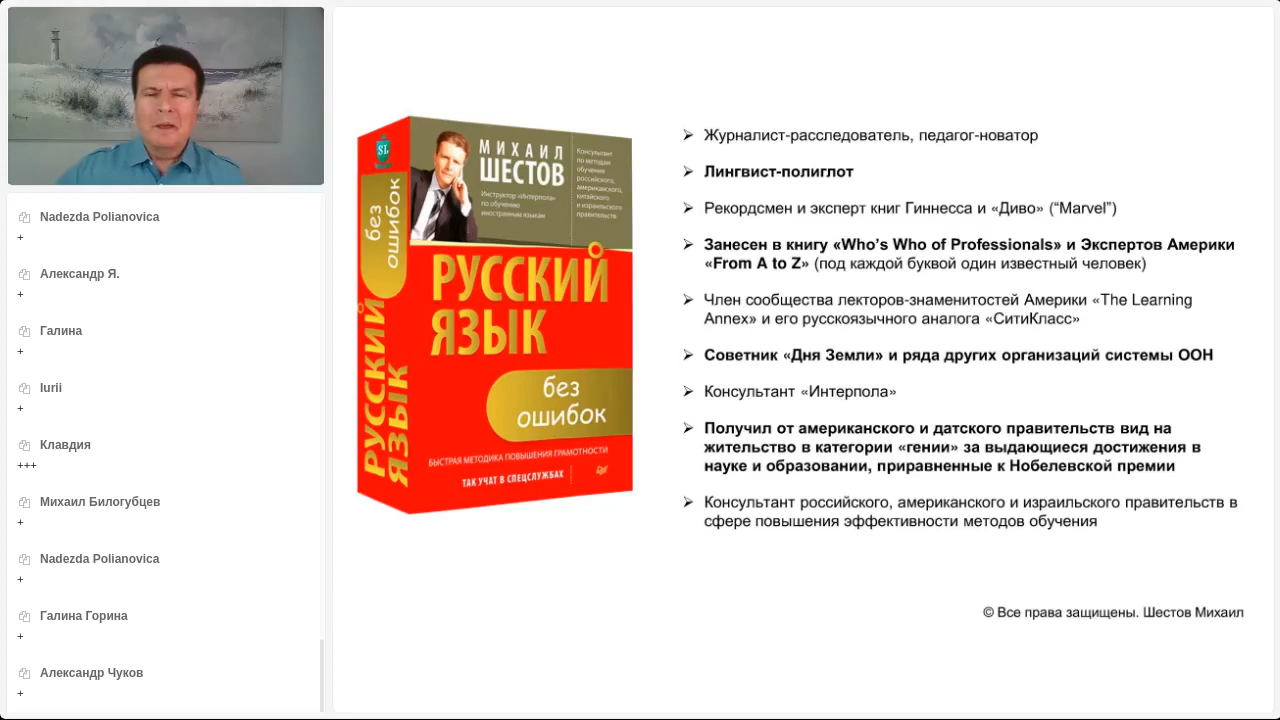 Nadezda Polianovica
+
Александр Я.
+
Галина
+
Iurii
+
Клавдия
+++
Михаил Билогубцев
+
Nadezda Polianovica
+
Галина Горина
+
Александр Чуков
+
SL
без
ошибок
РУССКИЙ
ЯЗЫК
МИХАИЛ
ШЕСТОВ
Инструктор «Интерпола»
по обучению
иностранным языкам
Консультант
по методам
обучения
российского,
американского,
китайского
и израильского
правительств
РУССКИЙ
ЯЗЫК
без
ошибок
БЫСТРАЯ МЕТОДИКА ПОВЫШЕНИЯ ГРАМОТНОСТИ
ТАК УЧАТ В СПЕЦСЛУЖБАХ
➢ Журналист-расследователь, педагог-новатор
➢ Лингвист-полиглот
➢ Рекордсмен и эксперт книг Гиннесса и «Диво» (“Marvel”)
➢ Занесен в книгу «Who’s Who of Professionals» и Экспертов Америки
«From A to Z» (под каждой буквой один известный человек)
➢ Член сообщества лекторов-знаменитостей Америки «The Learning
Annex» и его русскоязычного аналога «СитиКласс»
➢ Советник «Дня Земли» и ряда других организаций системы ООН
➢ Консультант «Интерпола»
➢ Получил от американского и датского правительств вид на
жительство в категории «гении» за выдающиеся достижения в
науке и образовании, приравненные к Нобелевской премии
➢ Консультант российского, американского и израильского правительств в
сфере повышения эффективности методов обучения
© Все права защищены. Шестов Михаил